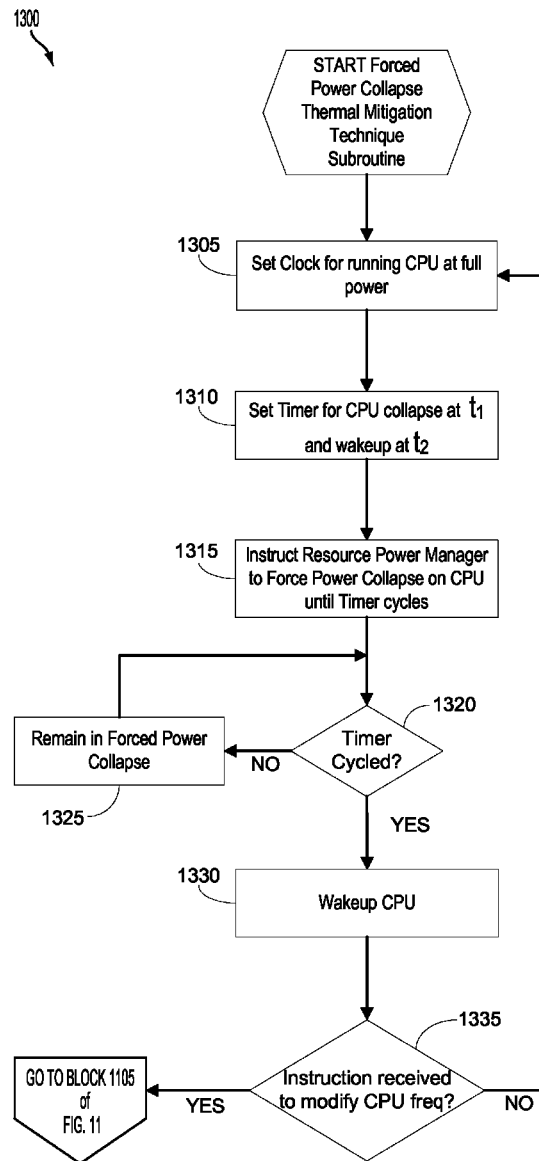 1300
START Forced
Power Collapse
Thermal Mitigation
Technique
Subroutine
1305
Set Clock for running CPU at full
power
1310
Set Timer for CPU collapse at t1
and wakeup at t2
1315
Instruct Resource Power Manager
to Force Power Collapse on CPU
until Timer cycles
1320
Timer
Cycled?
NO
Remain in Forced Power
Collapse
1325
YES
1330
Wakeup CPU
1335
Instruction received
to modify CPU freq?
YES
NO
GO TO BLOCK 1105
of
FIG. 11